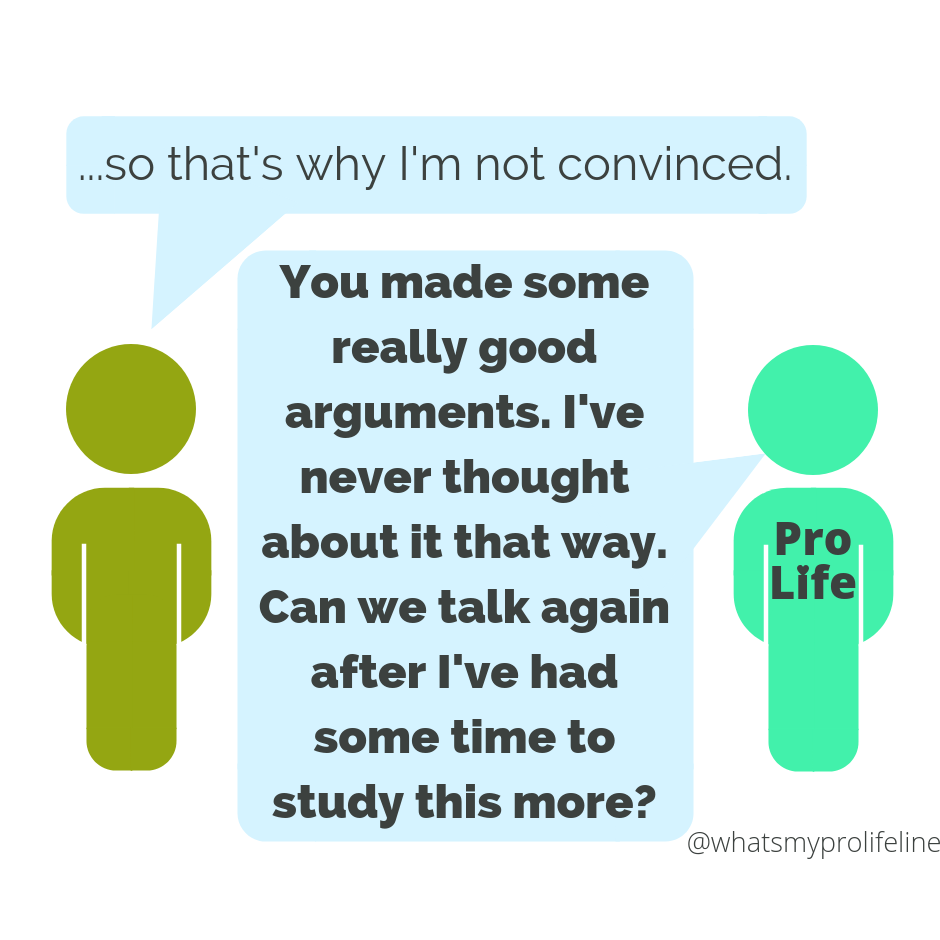 ...so that's why I'm not convinced.
You made some
really good
arguments. I've
never thought
about it that way.
Can we talk again
after I've had
some time to
study this more?
Pro
Life
@whatsmyprolifeline